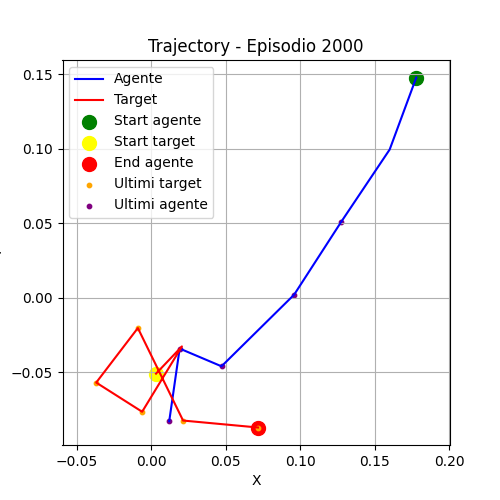 Trajectory - Episodio 2000
Agente
Target
Start agente
Start target
End agente
Ultimi target
Ultimi agente
0.15
0.10
0.05
0.00
−0.05
−0.05
0.00
0.05
0.10
0.15
0.20
X